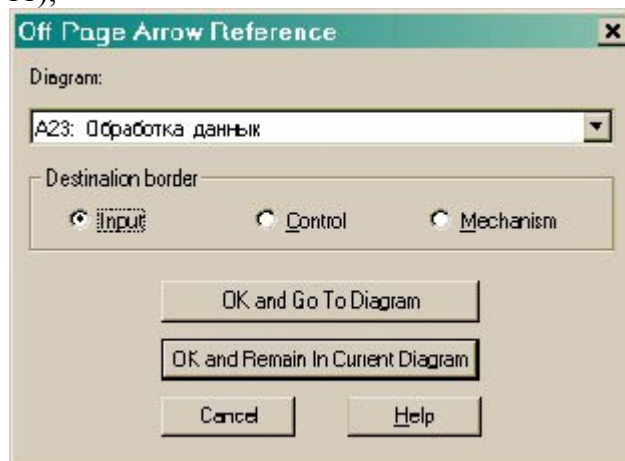 Off Page Arrow Reference
Diagram:
A23: Обработка данных
Destination border
Input Control Mechanism
OK and Go To Diagram
OK and Remain In Current Diagram
Cancel Help